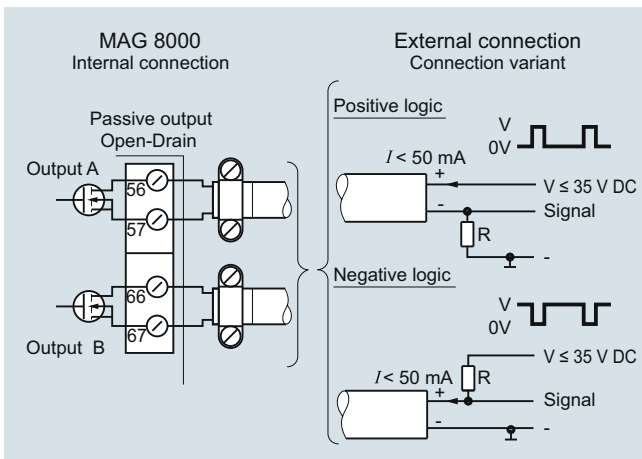 MAG 8000
Internal connection
Passive output
Open-Drain
Output A
56
57
66
67
Output B
External connection
Connection variant
Positive logic
V
0V
I < 50 mA
+
V ≤ 35 V DC
-
Signal
R
-
Negative logic
V
0V
V ≤ 35 V DC
I < 50 mA
R
+
Signal
-
-